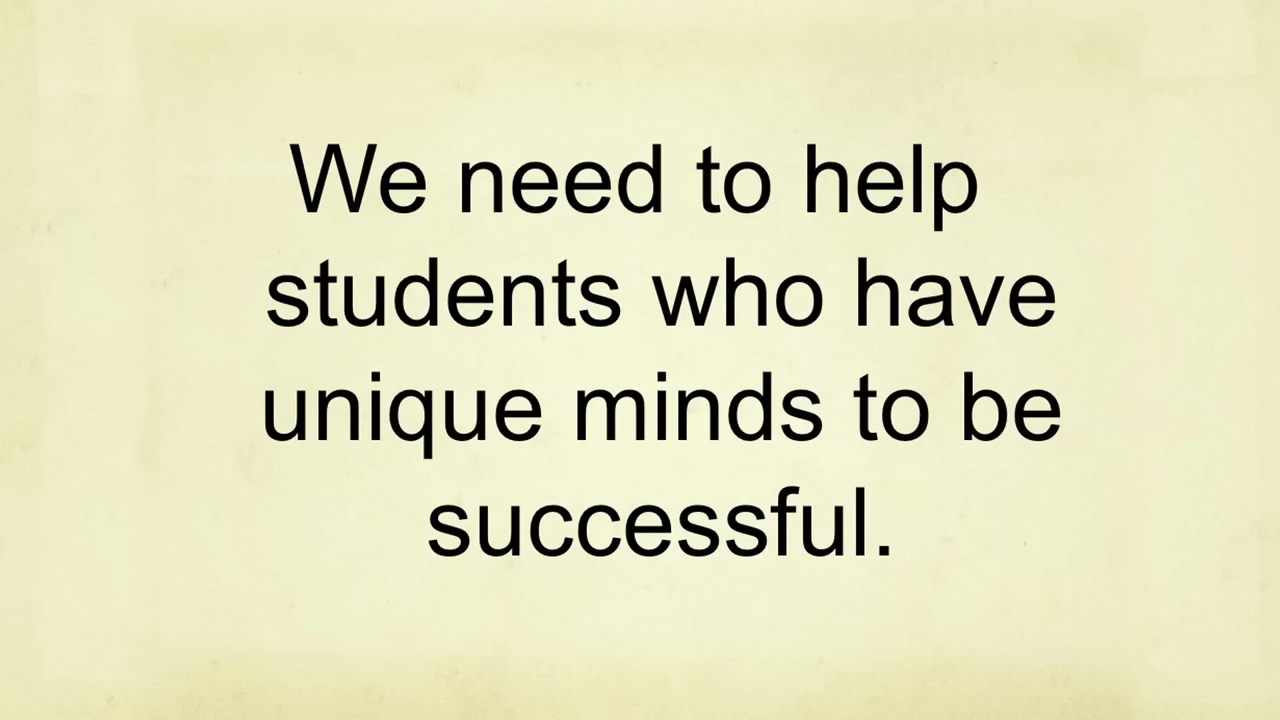 We need to help
students who have
unique minds to be
successful.